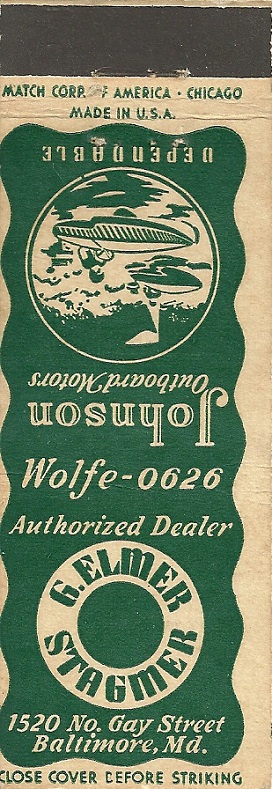 MATCH CORP. OF AMERICA · CHICAGO
MADE IN U.S.A.
DEPENDABLE
Johnson
Outboard Motors
Wolfe-0626
Authorized Dealer
G. ELMER
STAGMER
1520 No. Gay Street
Baltimore, Md.
CLOSE COVER BEFORE STRIKING